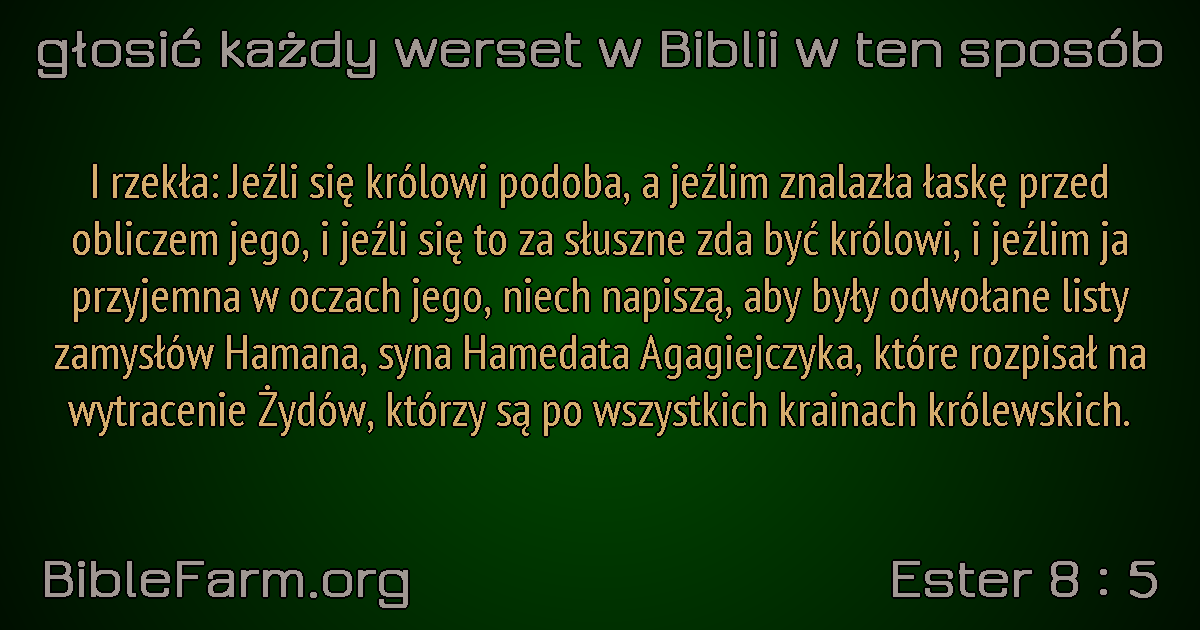 głosić każdy werset w Biblii w ten sposób
I rzekła: Jeźli się królowi podoba, a jeźlim znalazła łaskę przed
obliczem jego, i jeźli się to za słuszne zda być królowi, i jeźlim ja
przyjemna w oczach jego, niech napiszą, aby były odwołane listy
zamysłów Hamana, syna Hamedata Agagiejczyka, które rozpisał na
wytracenie Żydów, którzy są po wszystkich krainach królewskich.
BibleFarm.org
Ester 8 : 5